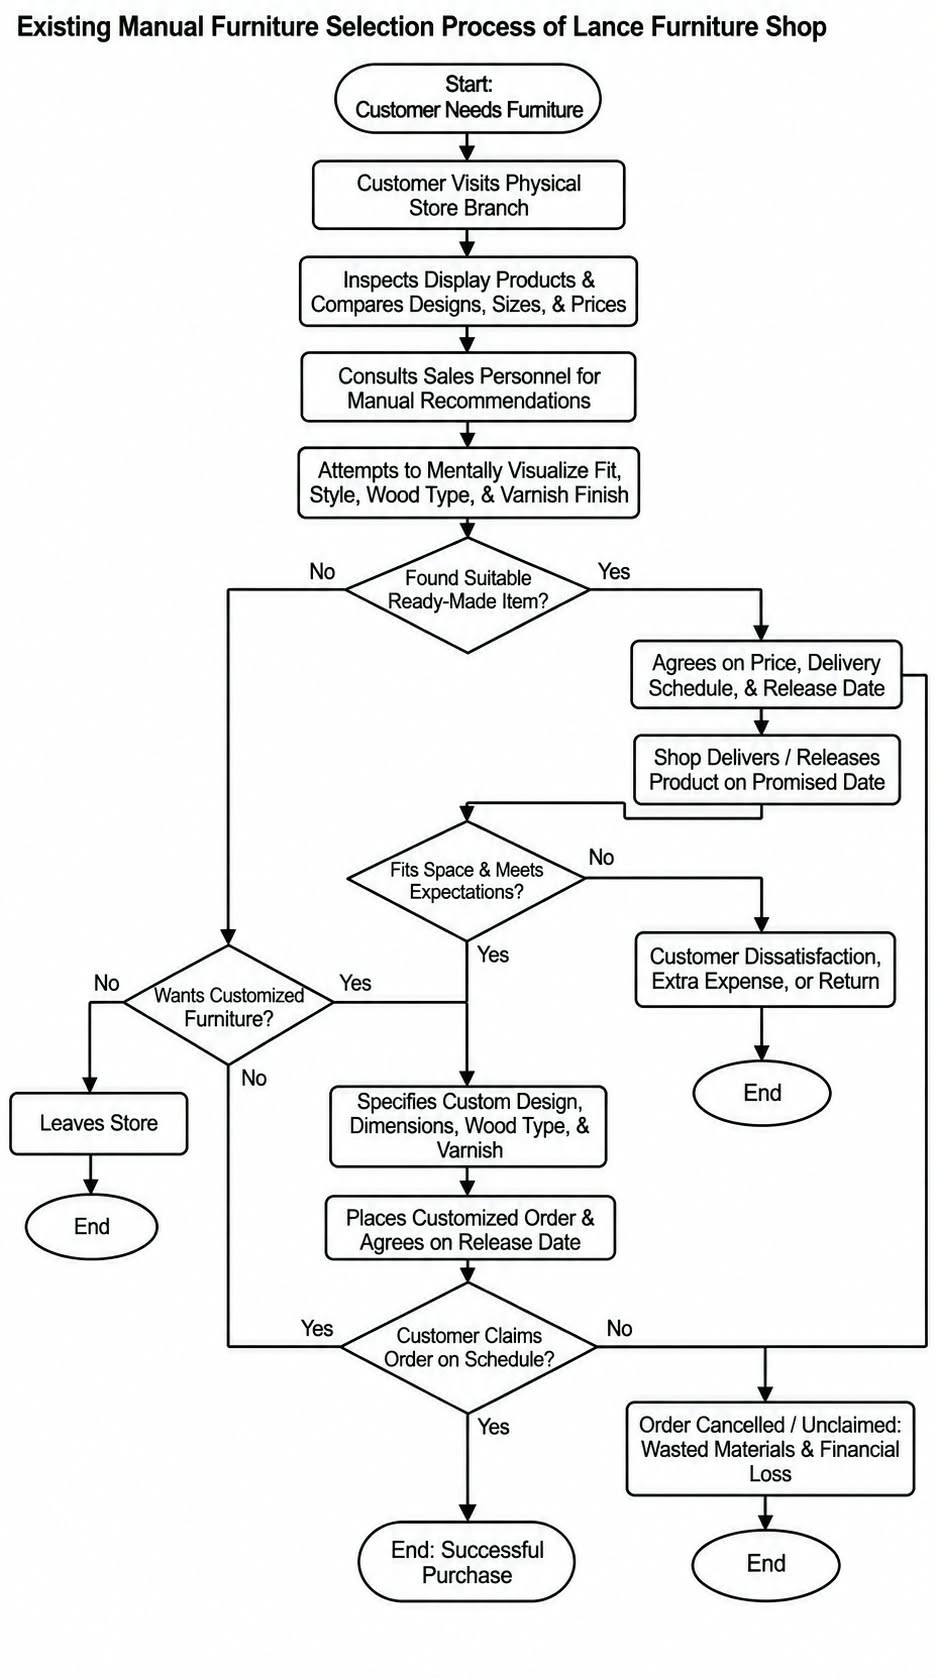 Existing Manual Furniture Selection Process of Lance Furniture Shop
Start:
Customer Needs Furniture
Customer Visits Physical
Store Branch
Inspects Display Products &
Compares Designs, Sizes, & Prices
Consults Sales Personnel for
Manual Recommendations
Attempts to Mentally Visualize Fit,
Style, Wood Type, & Varnish Finish
No
Found Suitable
Ready-Made Item?
Yes
Agrees on Price, Delivery
Schedule, & Release Date
Shop Delivers / Releases
Product on Promised Date
Fits Space & Meets
Expectations?
No
Yes
Customer Dissatisfaction,
Extra Expense, or Return
End
No
Wants Customized
Furniture?
Yes
No
Leaves Store
End
Specifies Custom Design,
Dimensions, Wood Type, &
Varnish
Places Customized Order &
Agrees on Release Date
Yes
Customer Claims
Order on Schedule?
No
Yes
Order Cancelled / Unclaimed:
Wasted Materials & Financial
Loss
End: Successful
Purchase
End